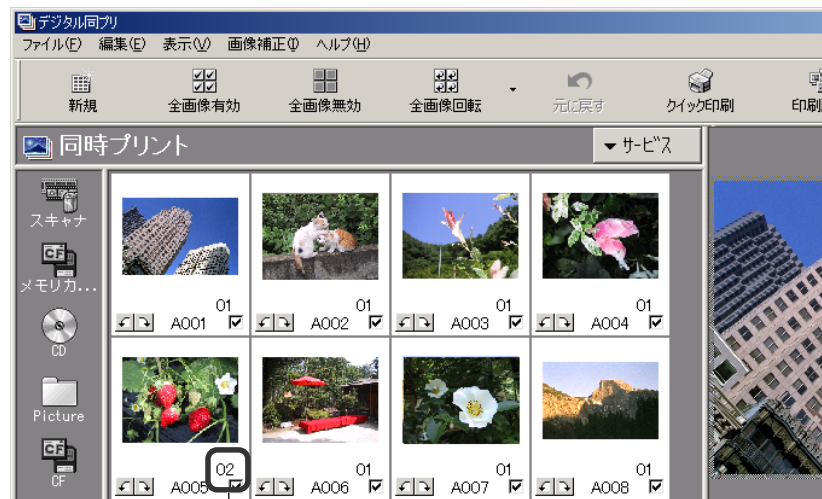 デジタル同プリ
ファイル(F) 編集(E) 表示(V) 画像補正(I) ヘルプ(H)
新規 全画像有効 全画像無効 全画像回転 元に戻す クイック印刷 印刷
同時プリント ▼サービス
スキャナ
メモリカ...
CD
Picture
CF
01 01 01 01
A001 A002 A003 A004
02 01 01 01
A005 A006 A007 A008